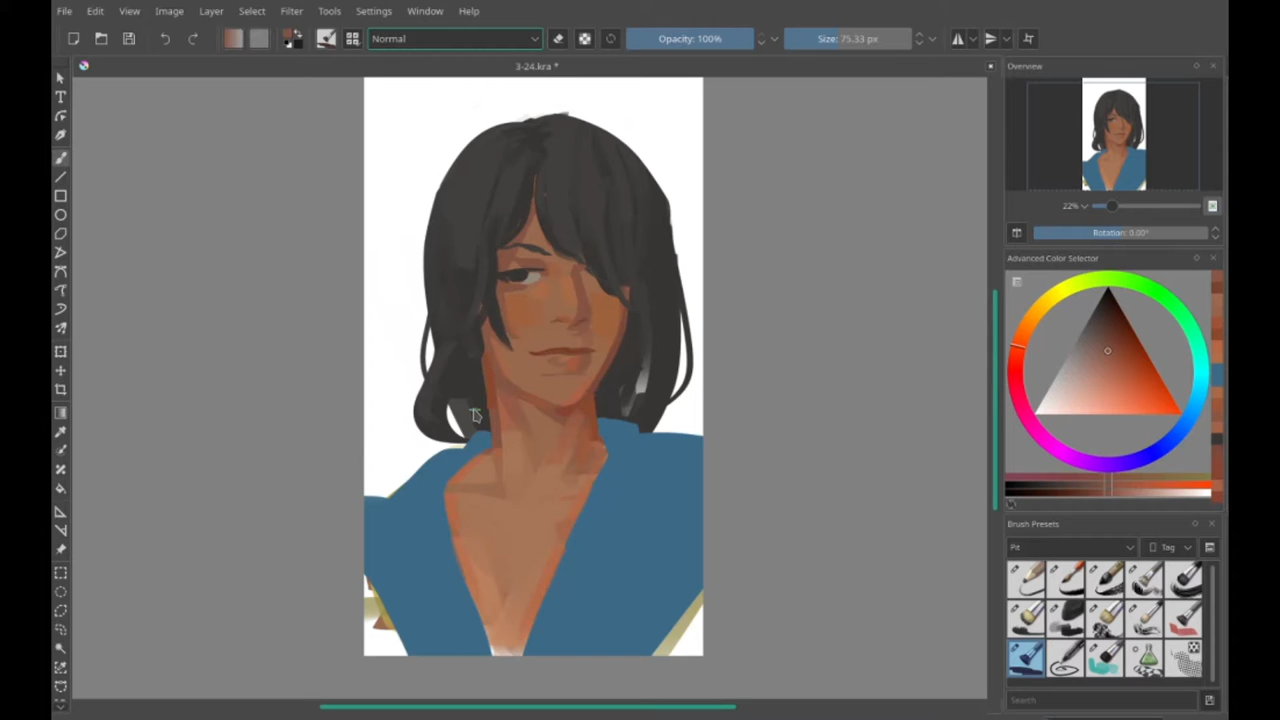 File Edit View Image Layer Select Filter Tools Settings Window Help
Normal Opacity: 100% Size: 75.33 px
3-24.kra *
Overview
22%
Rotation: 0.00°
Advanced Color Selector
Brush Presets
Pit Tag
Search